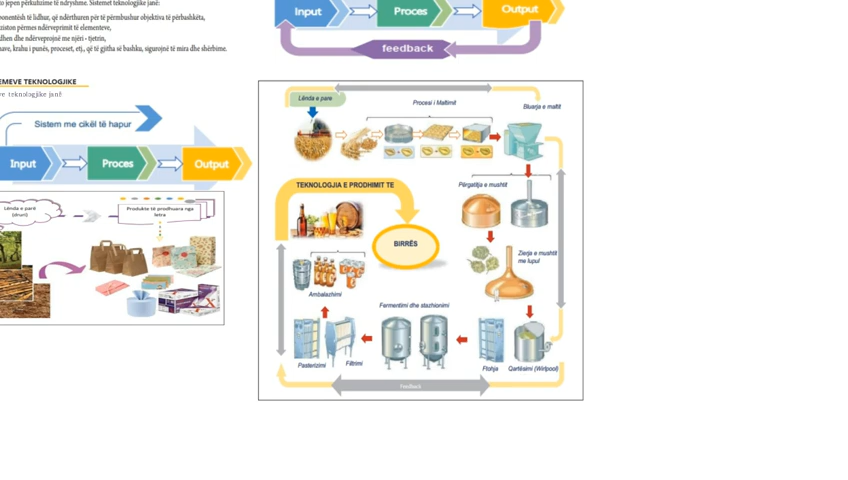 to jepen përkufizime të ndryshme. Sistemet teknologjike janë:
ponentësh të lidhur, që ndërthuren për të përmbushur objektiva të përbashkëta,
ziston përmes ndërveprimit të elementeve,
dhen dhe ndërveprojnë me njëri - tjetrin,
krahu i punës, proceset, etj., që të gjitha së bashku, sigurojnë të mira dhe shërbime.
EMEVE TEKNOLOGJIKE
ve teknologjike janë
Sistem me cikël të hapur
Input
Proces
Output
Lënda e parë
(druri)
Produkte të prodhuara nga
letra
Input
Proces
Output
feedback
Lënda e pare
Procesi i Maltimit
Bluarja e maltit
TEKNOLOGJIA E PRODHIMIT TE
BIRRËS
Përgatitja e mushtit
Zierja e mushtit
me lupul
Ambalazhimi
Fermentimi dhe stazhionimi
Pasterizimi
Filtrimi
Ftohja
Qartësimi (Wirlpool)
Feedback